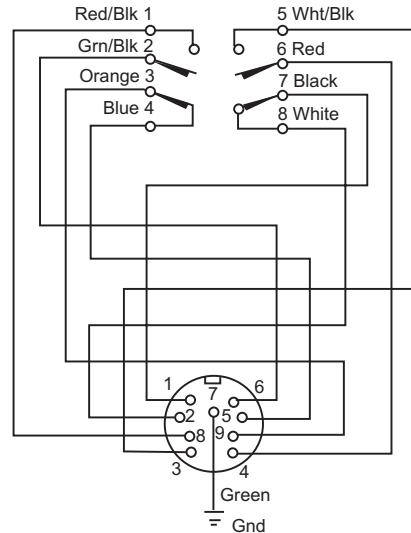 Red/Blk 1
5 Wht/Blk
Grn/Blk 2
6 Red
Orange 3
7 Black
Blue 4
8 White
1
7
6
2
5
8
9
3
4
Green
Gnd